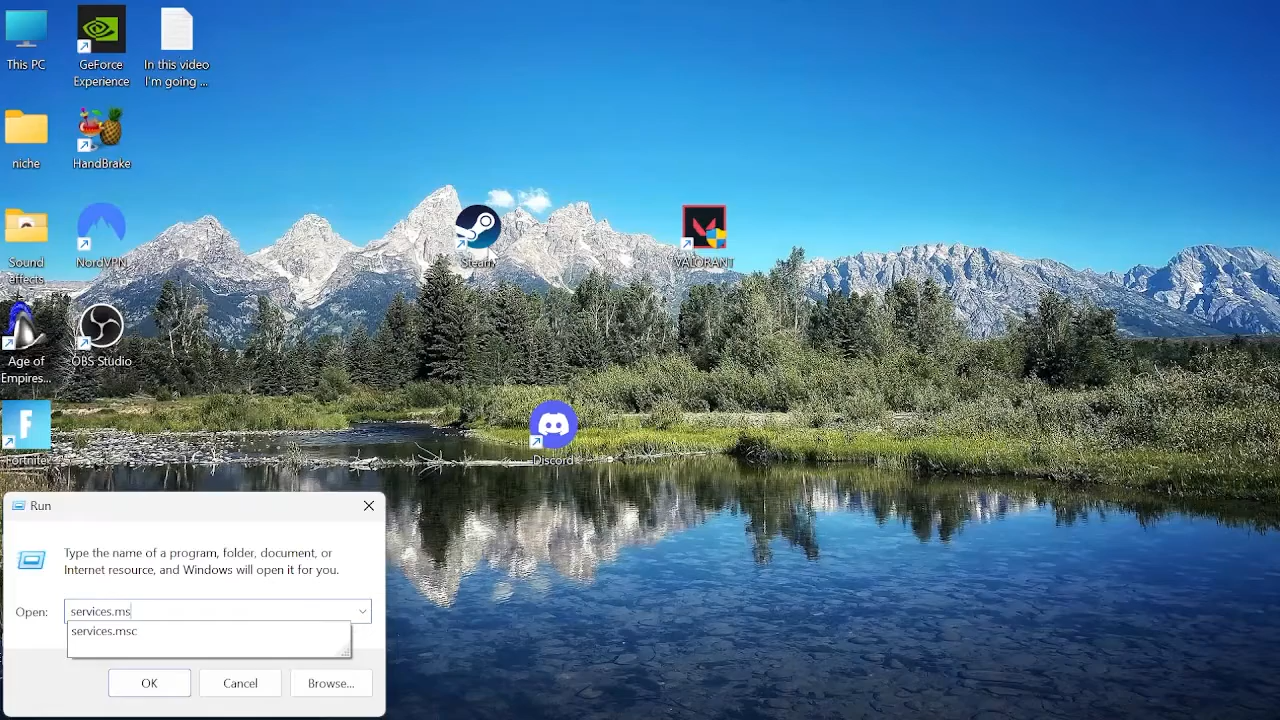 This PC
GeForce
Experience
In this video
I'm going ...
niche
HandBrake
Sound
effects
NordVPN
Steam
VALORANT
Age of
Empires...
OBS Studio
Fortnite
Discord
Run
Type the name of a program, folder, document, or
Internet resource, and Windows will open it for you.
Open:
services.ms
services.msc
OK
Cancel
Browse...